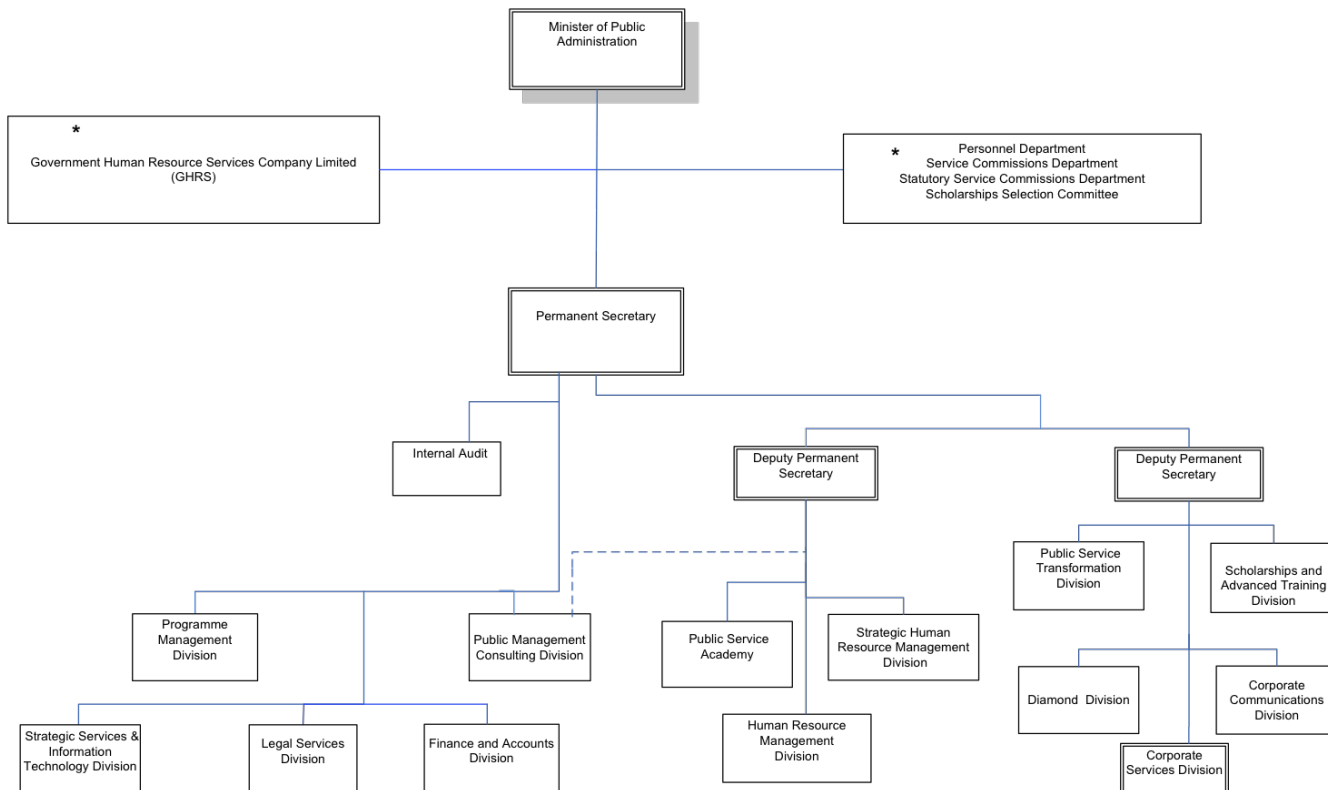 Minister of Public
Administration
*
Government Human Resource Services Company Limited
(GHRS)
*
Personnel Department
Service Commissions Department
Statutory Service Commissions Department
Scholarships Selection Committee
Permanent Secretary
Internal Audit
Deputy Permanent
Secretary
Deputy Permanent
Secretary
Public Service
Transformation
Division
Scholarships and
Advanced Training
Division
Programme
Management
Division
Public Management
Consulting Division
Public Service
Academy
Strategic Human
Resource Management
Division
Diamond Division
Corporate
Communications
Division
Strategic Services &
Information
Technology Division
Legal Services
Division
Finance and Accounts
Division
Human Resource
Management
Division
Corporate
Services Division